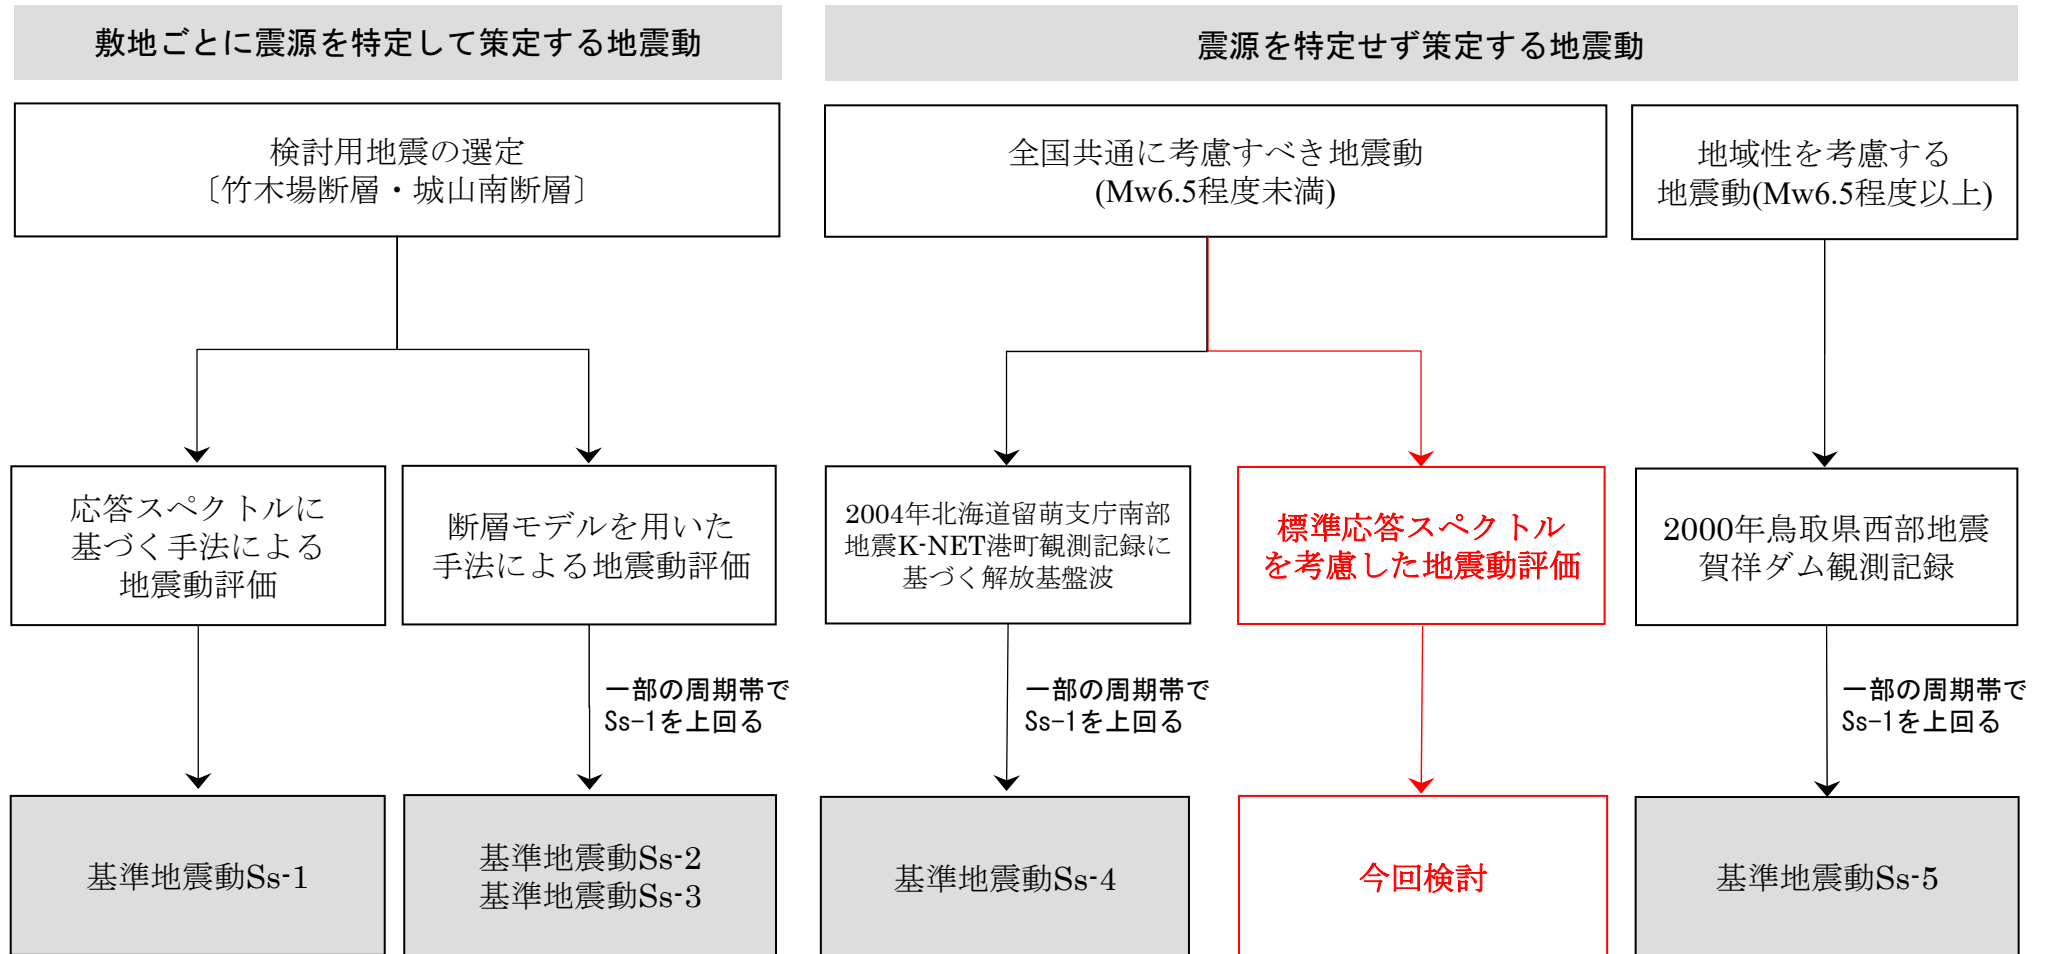 敷地ごとに震源を特定して策定する地震動
震源を特定せず策定する地震動
検討用地震の選定
〔竹木場断層・城山南断層〕
全国共通に考慮すべき地震動
(Mw6.5程度未満)
地域性を考慮する
地震動(Mw6.5程度以上)
応答スペクトルに
基づく手法による
地震動評価
断層モデルを用いた
手法による地震動評価
2004年北海道留萌支庁南部
地震K-NET港町観測記録に
基づく解放基盤波
標準応答スペクトル
を考慮した地震動評価
2000年鳥取県西部地震
賀祥ダム観測記録
一部の周期帯で
Ss-1を上回る
一部の周期帯で
Ss-1を上回る
一部の周期帯で
Ss-1を上回る
基準地震動Ss-1
基準地震動Ss-2
基準地震動Ss-3
基準地震動Ss-4
今回検討
基準地震動Ss-5